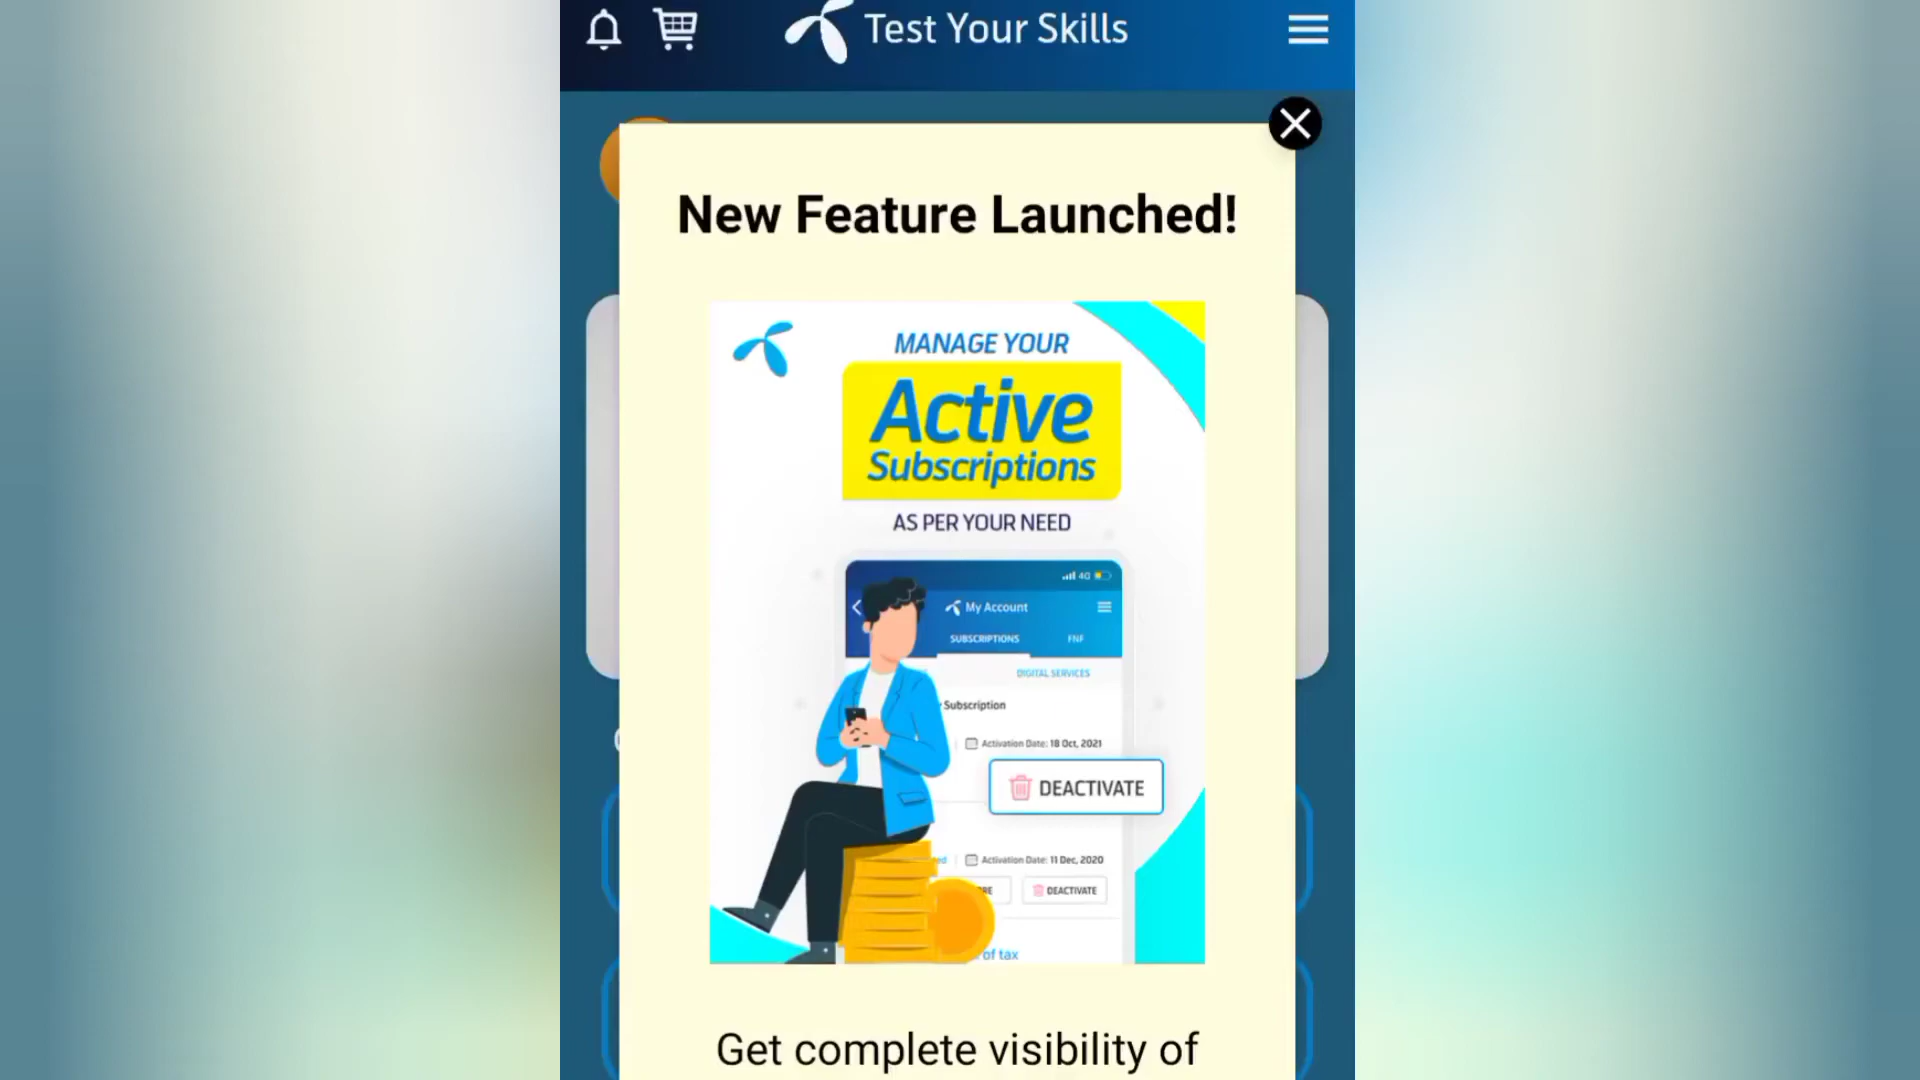 Test Your Skills
New Feature Launched!
MANAGE YOUR
Active
Subscriptions
AS PER YOUR NEED
4G
My Account
SUBSCRIPTIONS FNF
DIGITAL SERVICES
Subscription
Activation Date: 18 Oct, 2021
DEACTIVATE
Activation Date: 11 Dec, 2020
DEACTIVATE
of tax
Get complete visibility of